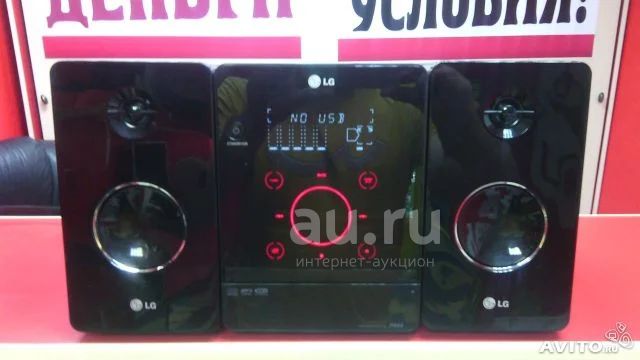 ДЕНЬГИ
УСЛОВИЯ!
LG
NO USB
au.ru
интернет-аукцион
LG
LG
AVITO.ru